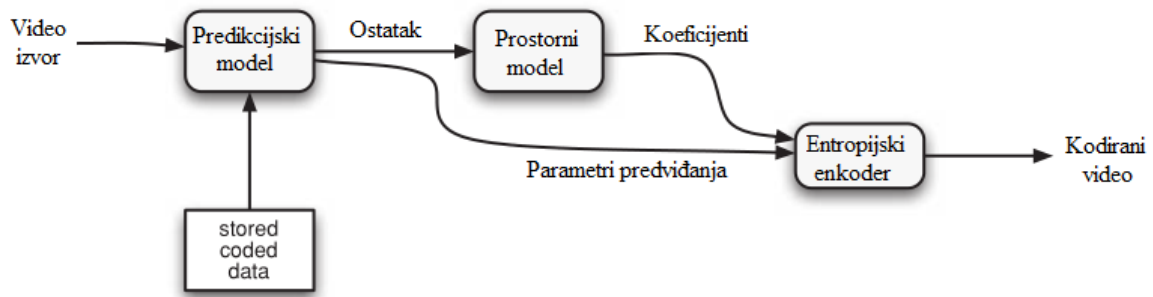 Video
izvor
Predikcijski
model
Ostatak
Prostorni
model
Koeficijenti
Parametri predviđanja
Entropijski
enkoder
Kodirani
video
stored
coded
data